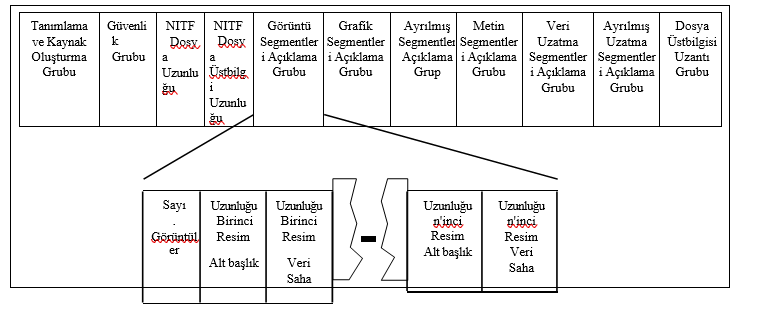 Tanımlama
ve Kaynak
Oluşturma
Grubu
Güvenli
k
Grubu
NITF
Dosy
a
Uzunlu
ğu
NITF
Dosy
a
Üstbilg
i
Uzunlu
ğu
Görüntü
Segmentler
i Açıklama
Grubu
Grafik
Segmentler
i Açıklama
Grubu
Ayrılmış
Segmentler
Açıklama
Grup
Metin
Segmentler
i Açıklama
Grubu
Veri
Uzatma
Segmentler
i Açıklama
Grubu
Ayrılmış
Uzatma
Segmentler
i Açıklama
Grubu
Dosya
Üstbilgisi
Uzantı
Grubu
Sayı
.
Görüntül
er
Uzunluğu
Birinci
Resim
Alt başlık
Uzunluğu
Birinci
Resim
Veri
Saha
Uzunluğu
n'inci
Resim
Alt başlık
Uzunluğu
n'inci
Resim
Veri
Saha